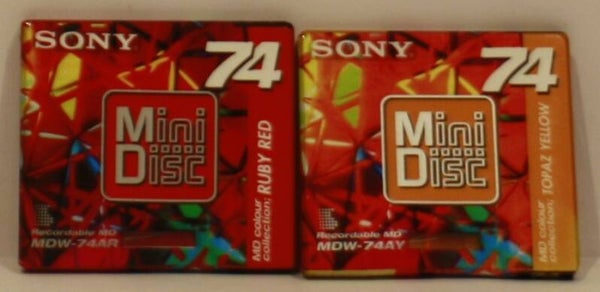 SONY
74
Mini
Disc
Recordable MD
MDW-74AR
MD colour
collection; RUBY RED
SONY
74
Mini
Disc
Recordable MD
MDW-74AY
MD colour
collection; TOPAZ YELLOW